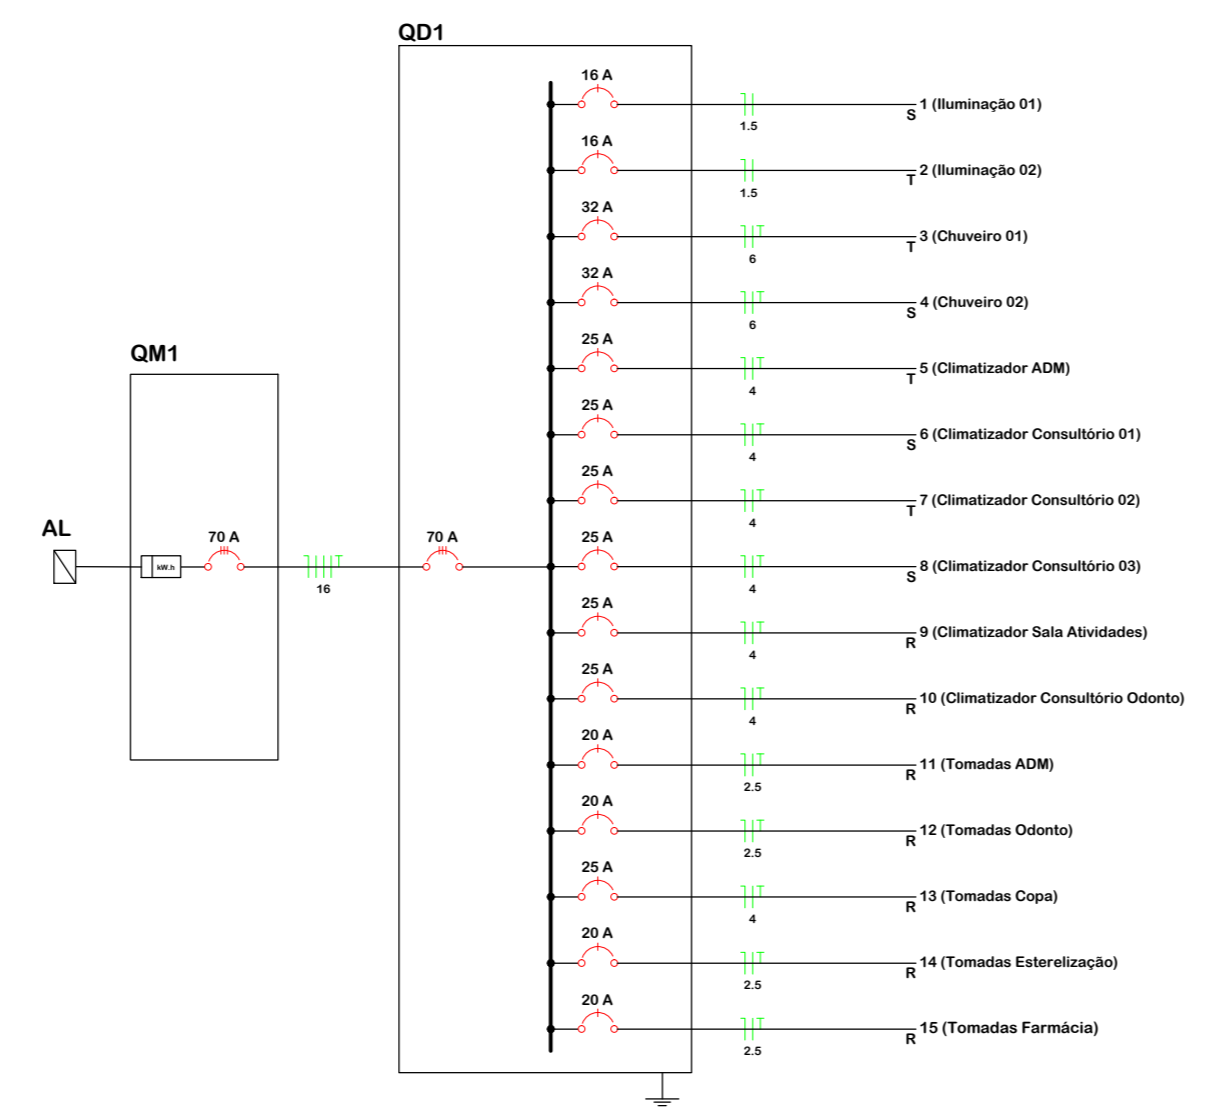 QD1
16 A
1 (Iluminação 01)
S
1.5
16 A
2 (Iluminação 02)
T
1.5
32 A
3 (Chuveiro 01)
T
6
32 A
4 (Chuveiro 02)
S
6
25 A
5 (Climatizador ADM)
T
4
QM1
25 A
6 (Climatizador Consultório 01)
S
4
25 A
7 (Climatizador Consultório 02)
T
4
AL
kW.h
70 A
16
70 A
25 A
8 (Climatizador Consultório 03)
S
4
25 A
9 (Climatizador Sala Atividades)
R
4
25 A
10 (Climatizador Consultório Odonto)
R
4
20 A
11 (Tomadas ADM)
R
2.5
20 A
12 (Tomadas Odonto)
R
2.5
25 A
13 (Tomadas Copa)
R
4
20 A
14 (Tomadas Esterelização)
R
2.5
20 A
15 (Tomadas Farmácia)
R
2.5